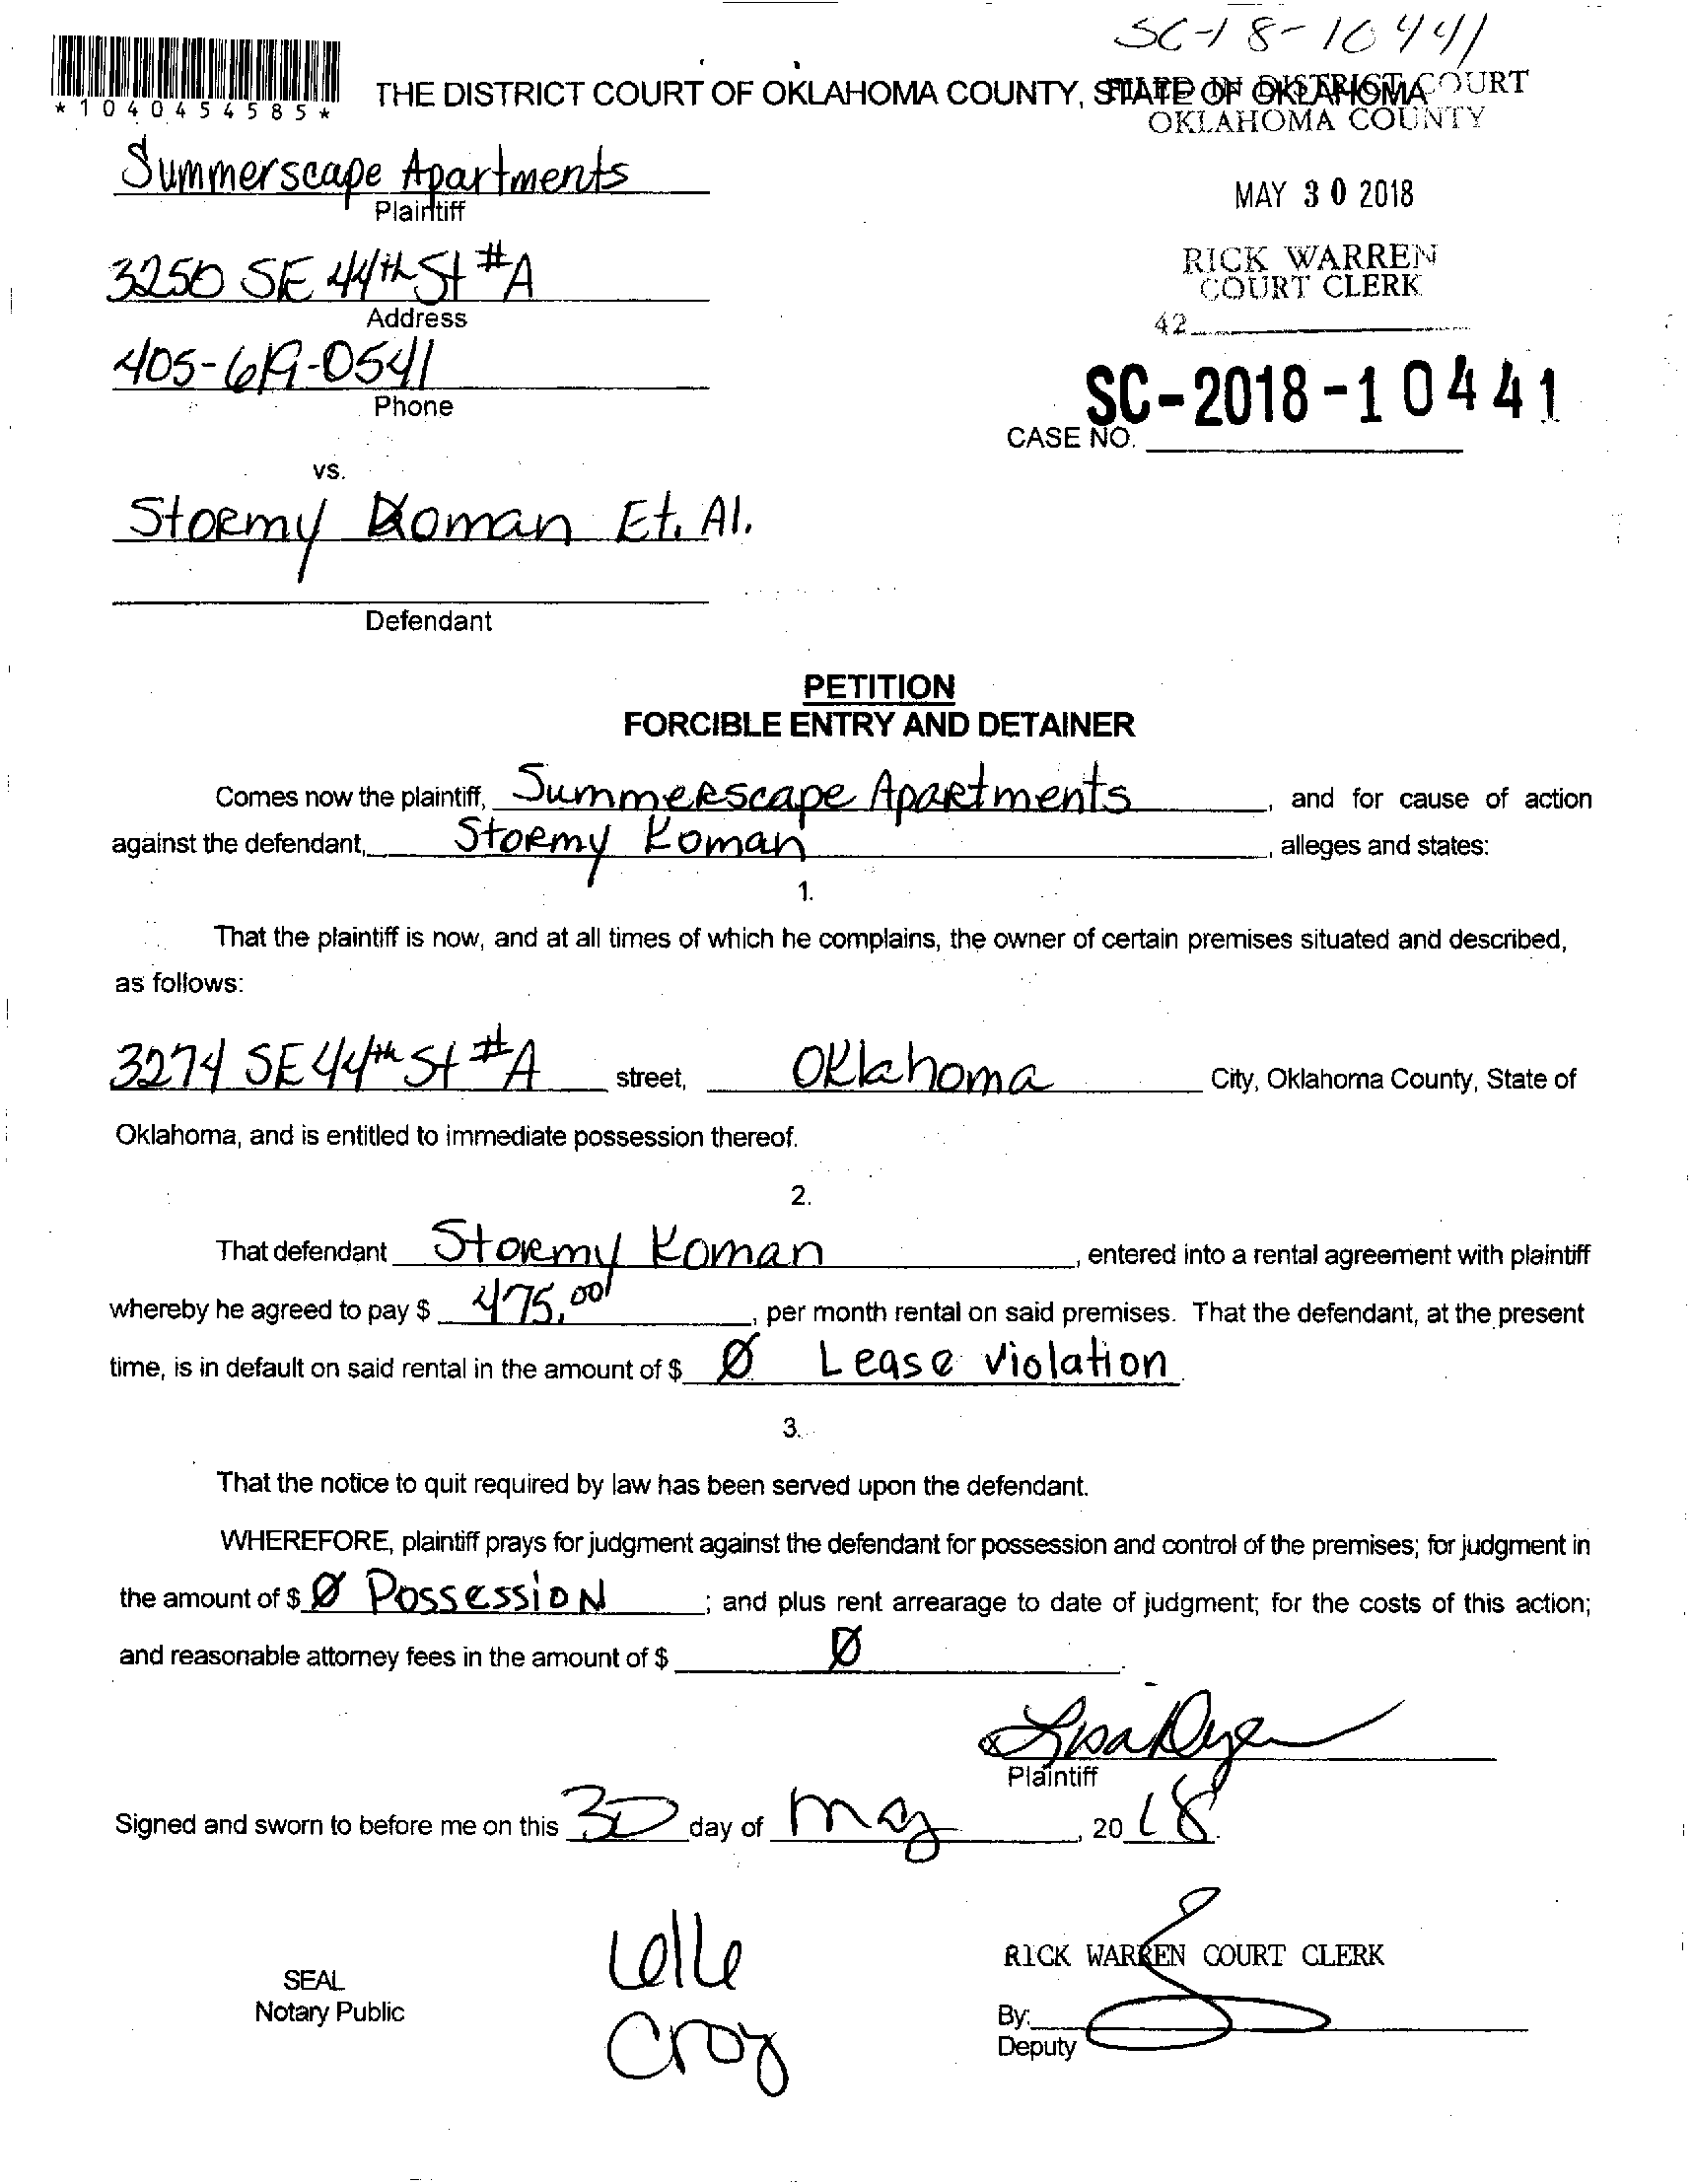 SC-18-10441
*1040454585*
THE DISTRICT COURT OF OKLAHOMA COUNTY, STATE OF OKLAHOMA
FILED IN DISTRICT COURT
OKLAHOMA COUNTY
Summerscape Apartments
Plaintiff
MAY 30 2018
3250 SE 44th St #A
Address
RICK WARREN
COURT CLERK
42
405-619-0541
Phone
SC-2018-10441
CASE NO.
vs.
Stormy Koman Et. Al.
Defendant
PETITION
FORCIBLE ENTRY AND DETAINER
Comes now the plaintiff, Summerscape Apartments, and for cause of action
against the defendant, Stormy Koman, alleges and states:
1.
That the plaintiff is now, and at all times of which he complains, the owner of certain premises situated and described,
as follows:
3274 SE 44th St #A street, Oklahoma City, Oklahoma County, State of
Oklahoma, and is entitled to immediate possession thereof.
2.
That defendant Stormy Koman, entered into a rental agreement with plaintiff
whereby he agreed to pay $ 475.00, per month rental on said premises. That the defendant, at the present
time, is in default on said rental in the amount of $ Ø Lease Violation.
3.
That the notice to quit required by law has been served upon the defendant.
WHEREFORE, plaintiff prays for judgment against the defendant for possession and control of the premises; for judgment in
the amount of $ Ø Possession; and plus rent arrearage to date of judgment; for the costs of this action;
and reasonable attorney fees in the amount of $ Ø
Plaintiff
Signed and sworn to before me on this 30 day of may, 2018.
SEAL
Notary Public
RICK WARREN COURT CLERK
By:
Deputy